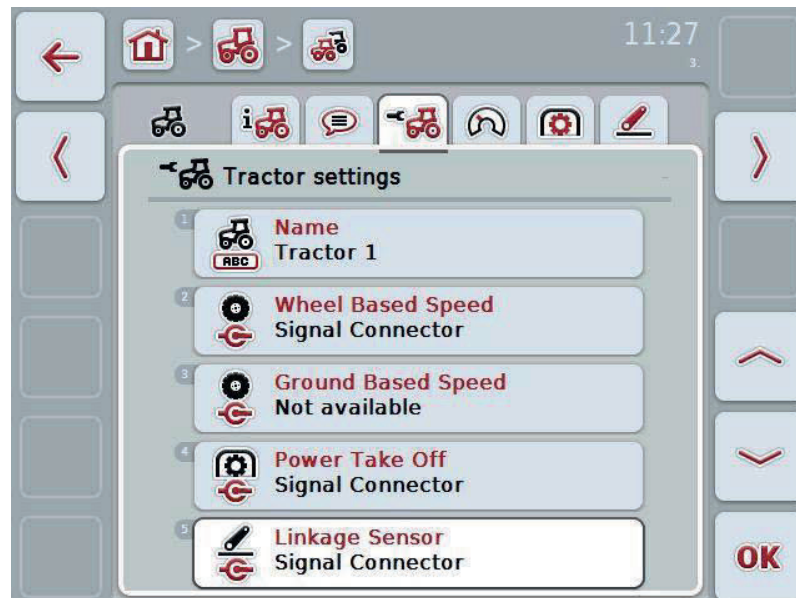 11:27
3.
i
Tractor settings
1
Name
Tractor 1
ABC
2
Wheel Based Speed
Signal Connector
3
Ground Based Speed
Not available
4
Power Take Off
Signal Connector
5
Linkage Sensor
Signal Connector
OK